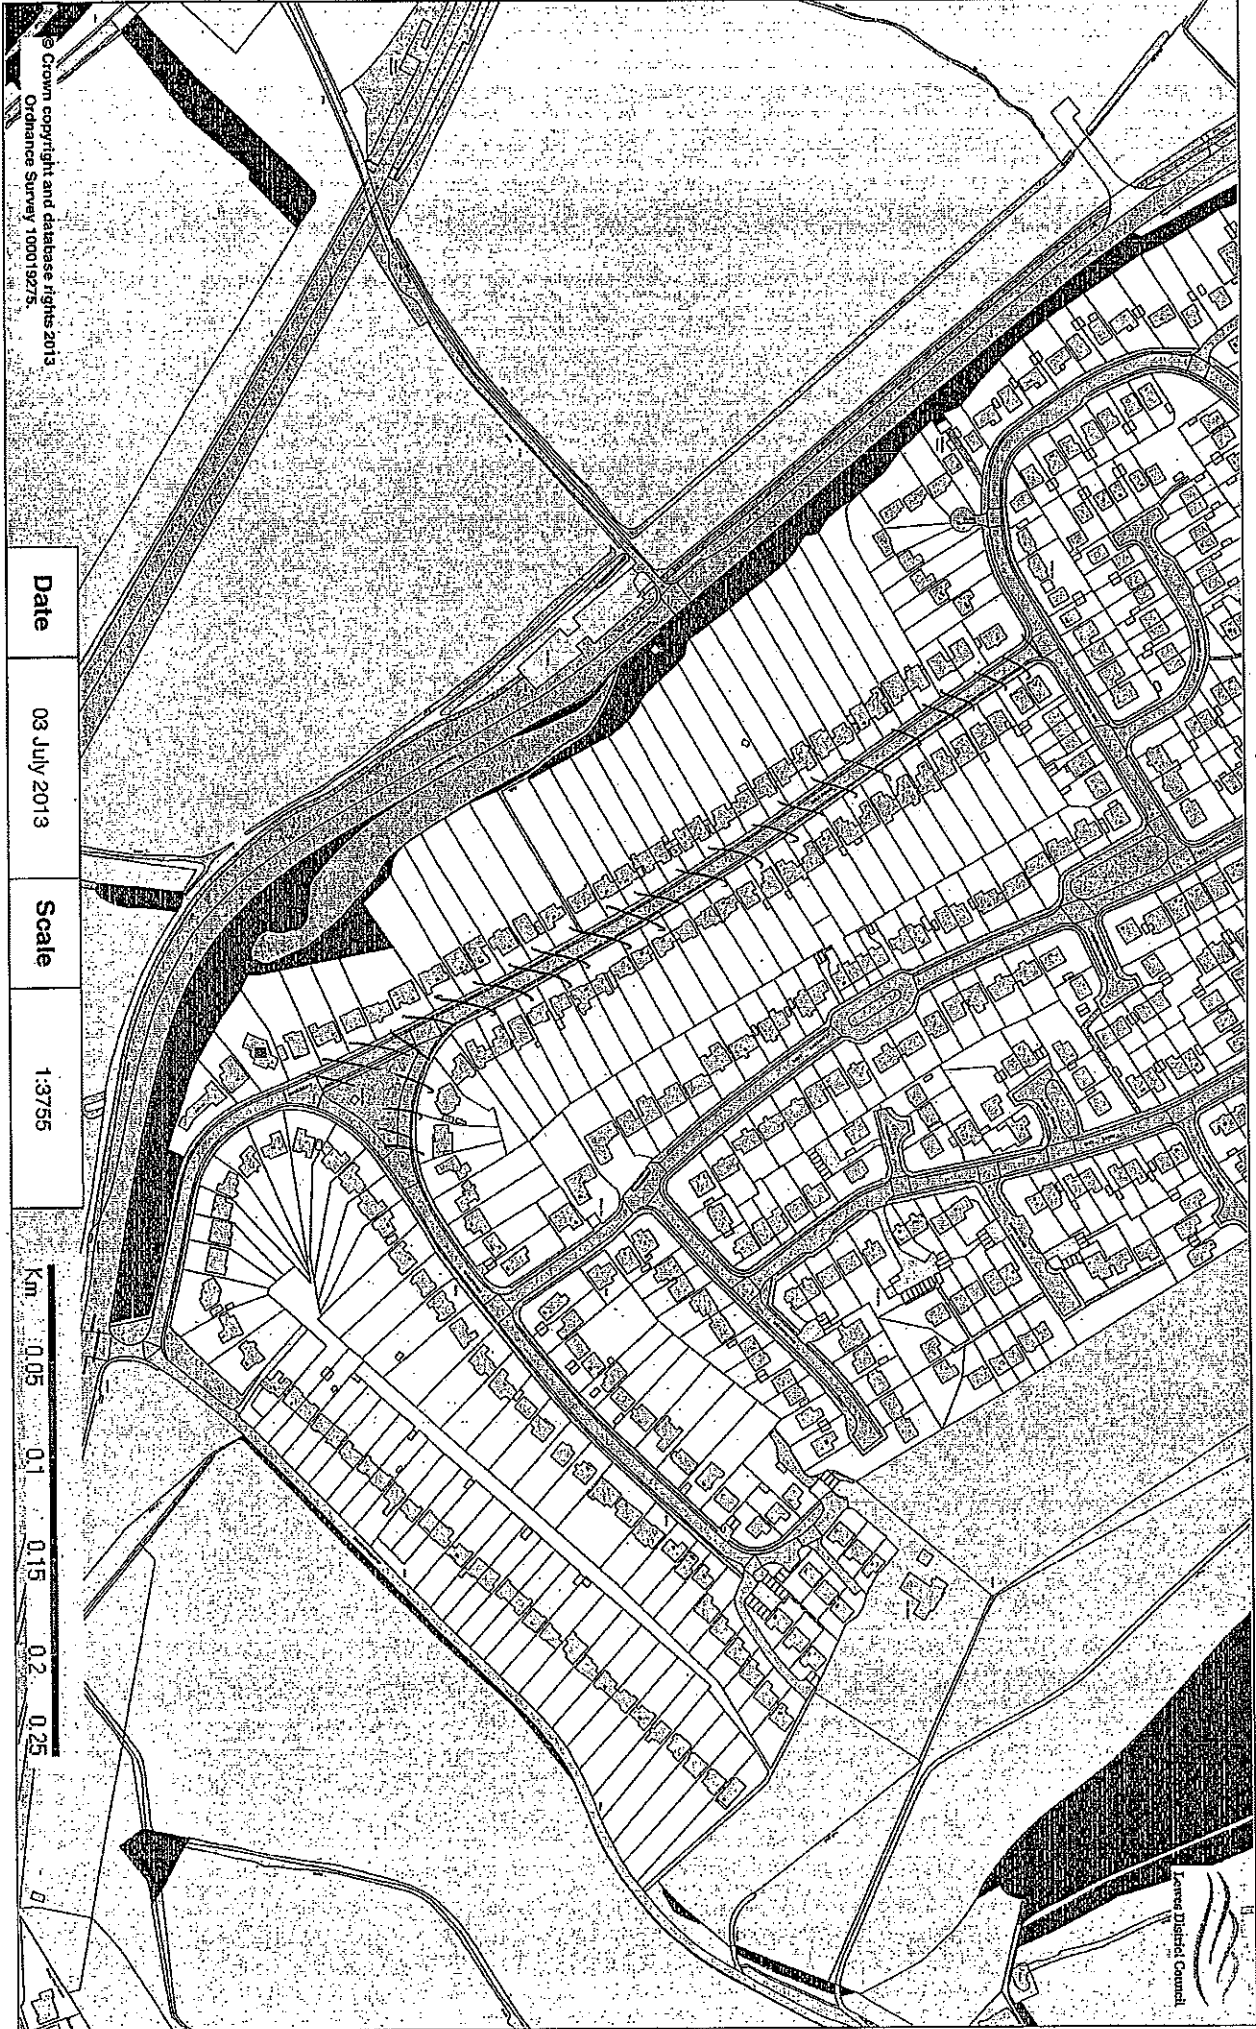 Lewes District Council
© Crown copyright and database rights 2013
Ordnance Survey 100019275.
Date
03 July 2013
Scale
1:3755
Km
0.05
0.1
0.15
0.2
0.25